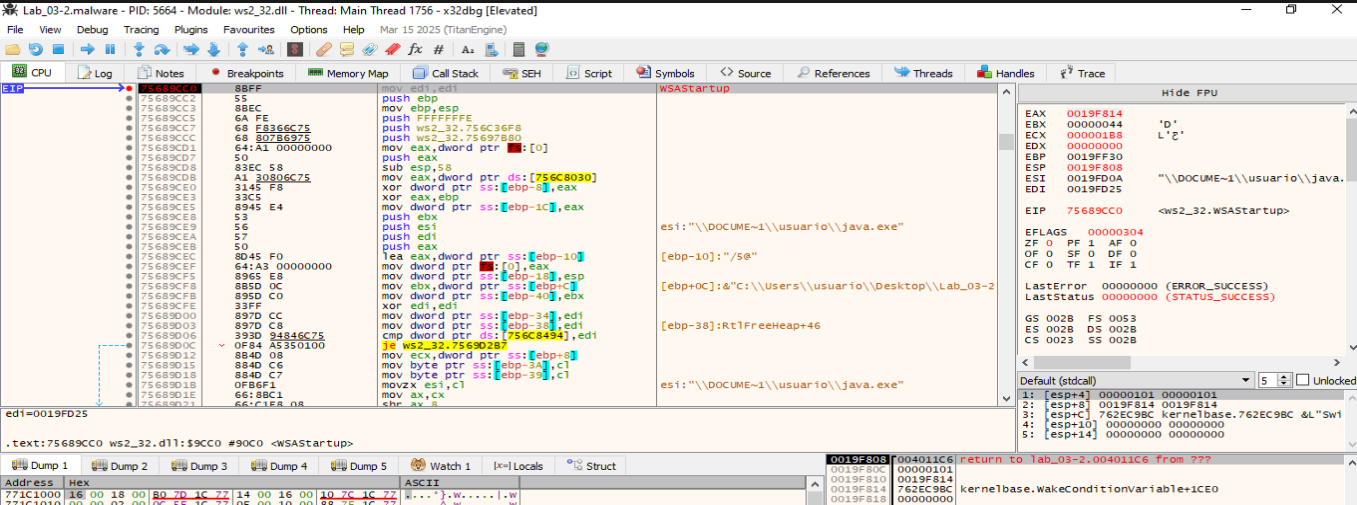 Lab_03-2.malware - PID: 5664 - Module: ws2_32.dll - Thread: Main Thread 1756 - x32dbg [Elevated]
File View Debug Tracing Plugins Favourites Options Help Mar 15 2025 (TitanEngine)
CPU Log Notes Breakpoints Memory Map Call Stack SEH Script Symbols Source References Threads Handles Trace
EIP 75689CC0 8BFF mov edi,edi WSAStartup
75689CC2 55 push ebp
75689CC3 8BEC mov ebp,esp
75689CC5 6A FE push FFFFFFFE
75689CC7 68 F8366C75 push ws2_32.756C36F8
75689CCC 68 807B6975 push ws2_32.75697B80
75689CD1 64:A1 00000000 mov eax,dword ptr fs:[0]
75689CD7 50 push eax
75689CD8 83EC 58 sub esp,58
75689CDB A1 30806C75 mov eax,dword ptr ds:[756C8030]
75689CE0 3145 F8 xor dword ptr ss:[ebp-8],eax
75689CE3 33C5 xor eax,ebp
75689CE5 8945 E4 mov dword ptr ss:[ebp-1C],eax
75689CE8 53 push ebx
75689CE9 56 push esi esi:"\\DOCUME~1\\usuario\\java.exe"
75689CEA 57 push edi
75689CEB 50 push eax
75689CEC 8D45 F0 lea eax,dword ptr ss:[ebp-10] [ebp-10]:"/5@"
75689CEF 64:A3 00000000 mov dword ptr fs:[0],eax
75689CF5 8965 E8 mov dword ptr ss:[ebp-18],esp
75689CF8 8B5D 0C mov ebx,dword ptr ss:[ebp+C] [ebp+0C]:&"C:\\Users\\usuario\\Desktop\\Lab_03-2
75689CFB 895D C0 mov dword ptr ss:[ebp-40],ebx
75689CFE 33FF xor edi,edi
75689D00 897D CC mov dword ptr ss:[ebp-34],edi
75689D03 897D C8 mov dword ptr ss:[ebp-38],edi [ebp-38]:RtlFreeHeap+46
75689D06 393D 94846C75 cmp dword ptr ds:[756C8494],edi
75689D0C 0F84 A5350100 je ws2_32.7569D2B7
75689D12 8B4D 08 mov ecx,dword ptr ss:[ebp+8]
75689D15 884D C6 mov byte ptr ss:[ebp-3A],cl
75689D18 884D C7 mov byte ptr ss:[ebp-39],cl
75689D1B 0FB6F1 movzx esi,cl esi:"\\DOCUME~1\\usuario\\java.exe"
75689D1E 66:8BC1 mov ax,cx
75689D21 66:C1E8 08 shr ax,8
Hide FPU
EAX 0019F814
EBX 00000044 'D'
ECX 000001B8 L'Ƹ'
EDX 00000000
EBP 0019FF30
ESP 0019F808
ESI 0019FD0A "\\DOCUME~1\\usuario\\java.
EDI 0019FD25
EIP 75689CC0 <ws2_32.WSAStartup>
EFLAGS 00000304
ZF 0 PF 1 AF 0
OF 0 SF 0 DF 0
CF 0 TF 1 IF 1
LastError 00000000 (ERROR_SUCCESS)
LastStatus 00000000 (STATUS_SUCCESS)
GS 002B FS 0053
ES 002B DS 002B
CS 0023 SS 002B
Default (stdcall) 5 Unlocked
1: [esp+4] 00000101 00000101
2: [esp+8] 0019F814 0019F814
3: [esp+C] 762EC9BC kernelbase.762EC9BC &L"Swi
4: [esp+10] 00000000 00000000
5: [esp+14] 00000000 00000000
edi=0019FD25
.text:75689CC0 ws2_32.dll:$9CC0 #90C0 <WSAStartup>
Dump 1 Dump 2 Dump 3 Dump 4 Dump 5 Watch 1 [x=] Locals Struct
Address Hex ASCII
771C1000 16 00 18 00 B0 7D 1C 77 14 00 16 00 10 7C 1C 77 ....°}.w.....|.w
0019F808 004011C6 return to lab_03-2.004011C6 from ???
0019F80C 00000101
0019F810 0019F814
0019F814 762EC9BC kernelbase.WakeConditionVariable+1CE0
0019F818 00000000